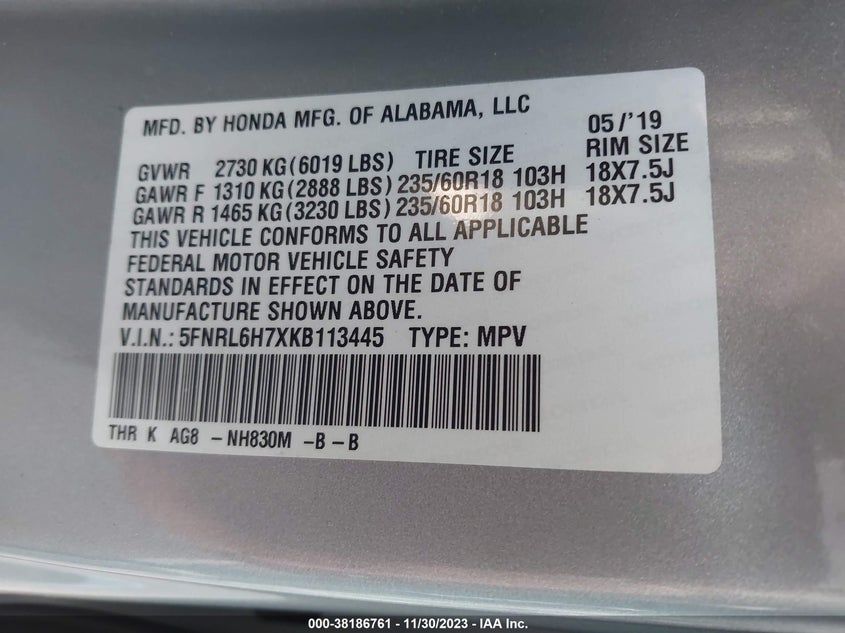 MFD. BY HONDA MFG. OF ALABAMA, LLC 05/'19
GVWR 2730 KG(6019 LBS) TIRE SIZE RIM SIZE
GAWR F 1310 KG(2888 LBS) 235/60R18 103H 18X7.5J
GAWR R 1465 KG(3230 LBS) 235/60R18 103H 18X7.5J
THIS VEHICLE CONFORMS TO ALL APPLICABLE
FEDERAL MOTOR VEHICLE SAFETY
STANDARDS IN EFFECT ON THE DATE OF
MANUFACTURE SHOWN ABOVE.
V.I.N.: 5FNRL6H7XKB113445 TYPE: MPV
THR K AG8 -NH830M -B-B
000-38186761 - 11/30/2023 - IAA Inc.